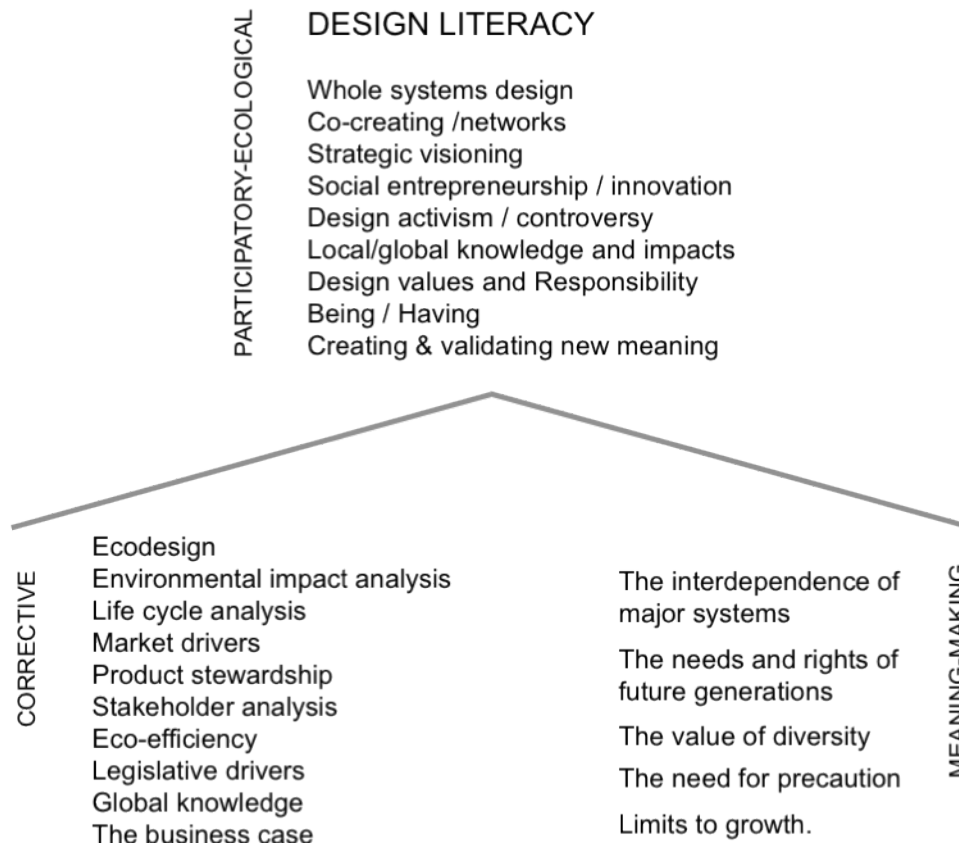 PARTICIPATORY-ECOLOGICAL
DESIGN LITERACY
Whole systems design
Co-creating /networks
Strategic visioning
Social entrepreneurship / innovation
Design activism / controversy
Local/global knowledge and impacts
Design values and Responsibility
Being / Having
Creating & validating new meaning
CORRECTIVE
Ecodesign
Environmental impact analysis
Life cycle analysis
Market drivers
Product stewardship
Stakeholder analysis
Eco-efficiency
Legislative drivers
Global knowledge
The business case
The interdependence of
major systems
The needs and rights of
future generations
The value of diversity
The need for precaution
Limits to growth.
MEANING-MAKING